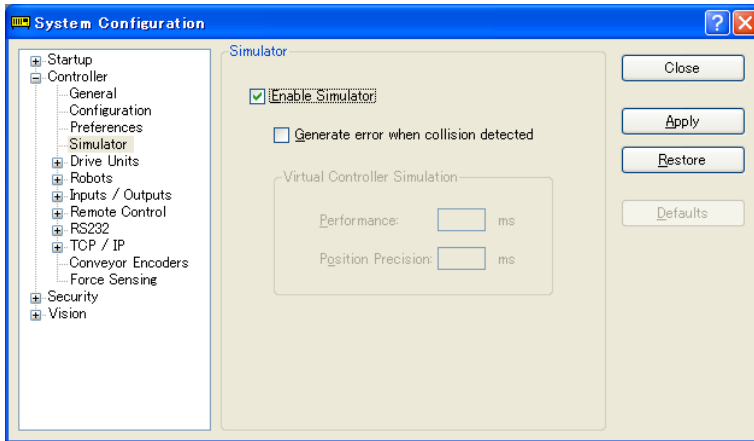 System Configuration
Startup
Controller
General
Configuration
Preferences
Simulator
Drive Units
Robots
Inputs / Outputs
Remote Control
RS232
TCP / IP
Conveyor Encoders
Force Sensing
Security
Vision
Simulator
Enable Simulator
Generate error when collision detected
Virtual Controller Simulation
Performance: ms
Position Precision: ms
Close
Apply
Restore
Defaults